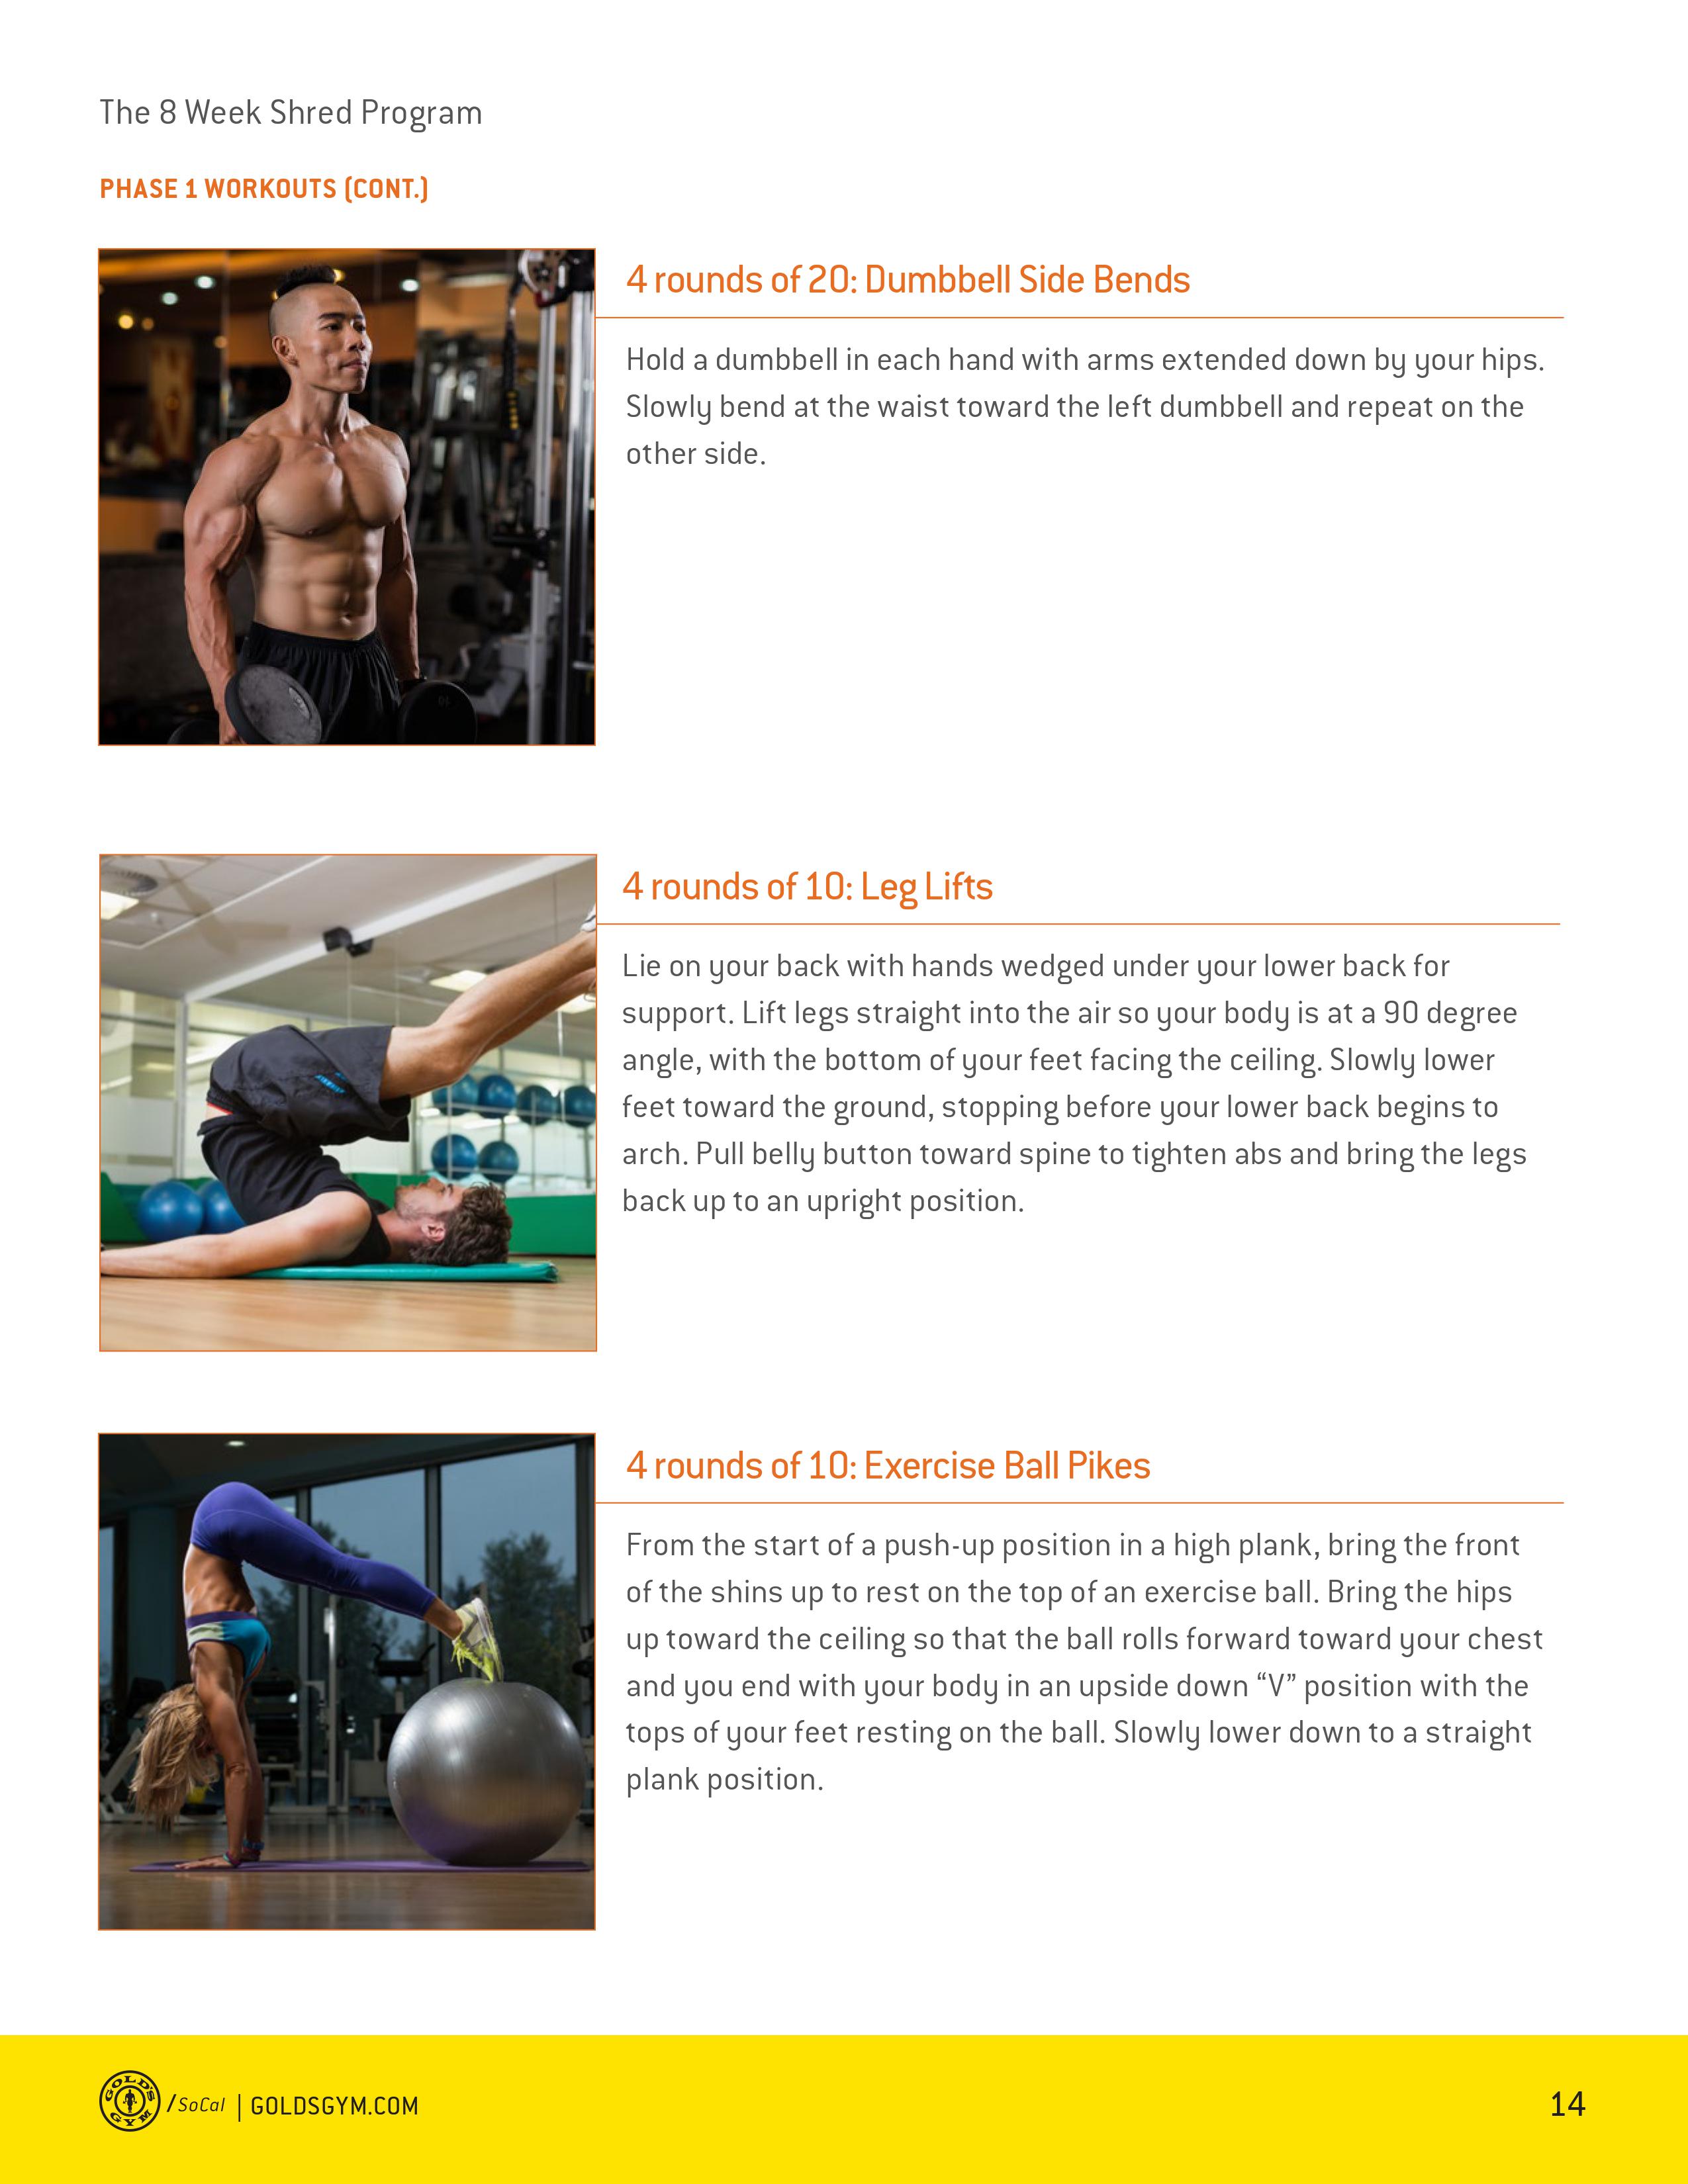 The 8 Week Shred Program
PHASE 1 WORKOUTS (CONT.)
4 rounds of 20: Dumbbell Side Bends
Hold a dumbbell in each hand with arms extended down by your hips.
Slowly bend at the waist toward the left dumbbell and repeat on the
other side.
4 rounds of 10: Leg Lifts
Lie on your back with hands wedged under your lower back for
support. Lift legs straight into the air so your body is at a 90 degree
angle, with the bottom of your feet facing the ceiling. Slowly lower
feet toward the ground, stopping before your lower back begins to
arch. Pull belly button toward spine to tighten abs and bring the legs
back up to an upright position.
4 rounds of 10: Exercise Ball Pikes
From the start of a push-up position in a high plank, bring the front
of the shins up to rest on the top of an exercise ball. Bring the hips
up toward the ceiling so that the ball rolls forward toward your chest
and you end with your body in an upside down “V” position with the
tops of your feet resting on the ball. Slowly lower down to a straight
plank position.
GOLD'S GYM /SoCal | GOLDSGYM.COM
14